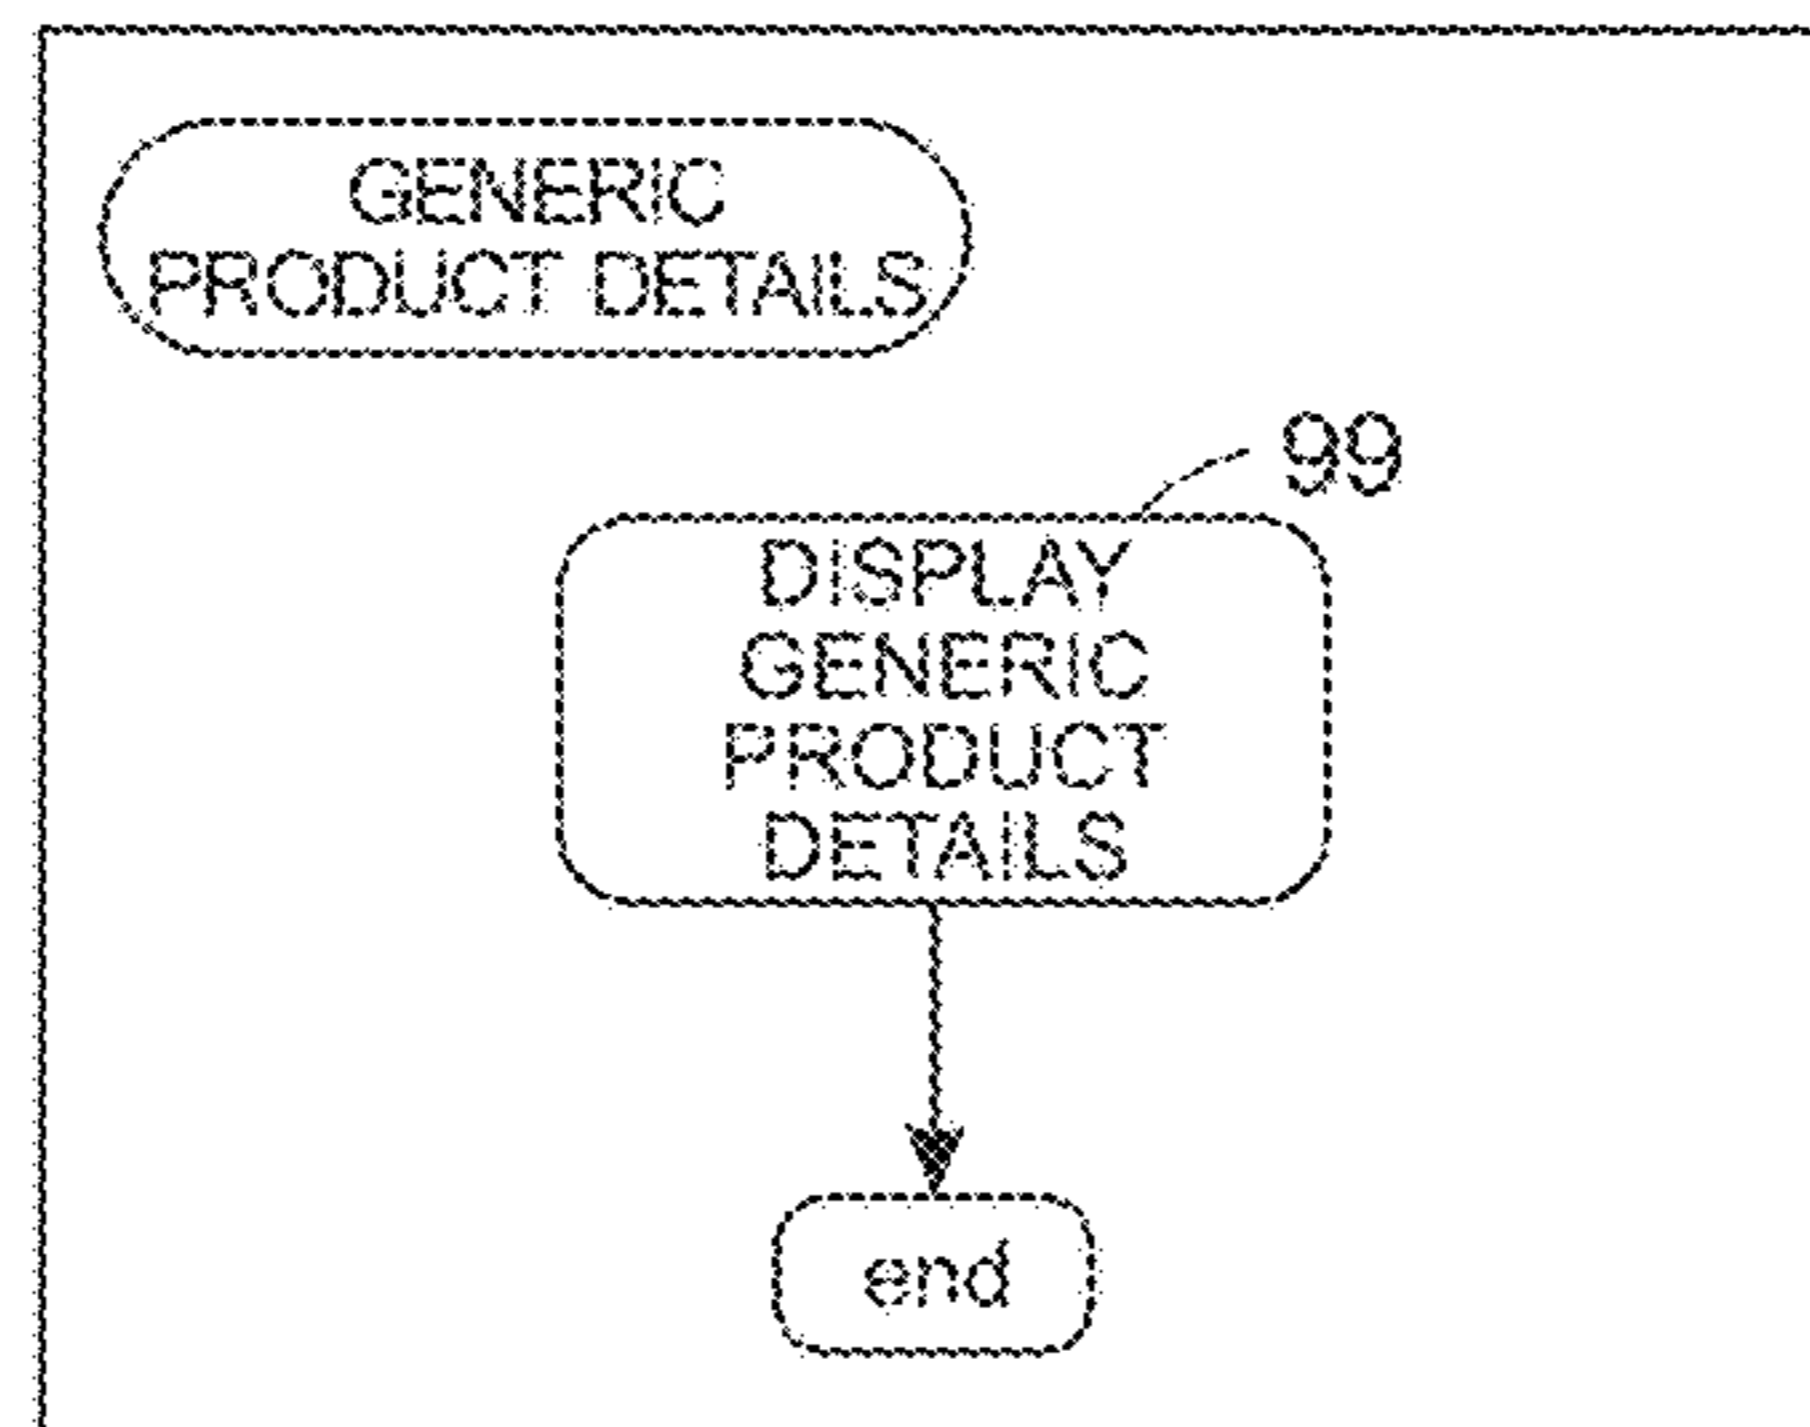 GENERIC
PRODUCT DETAILS
99
DISPLAY
GENERIC
PRODUCT
DETAILS
end